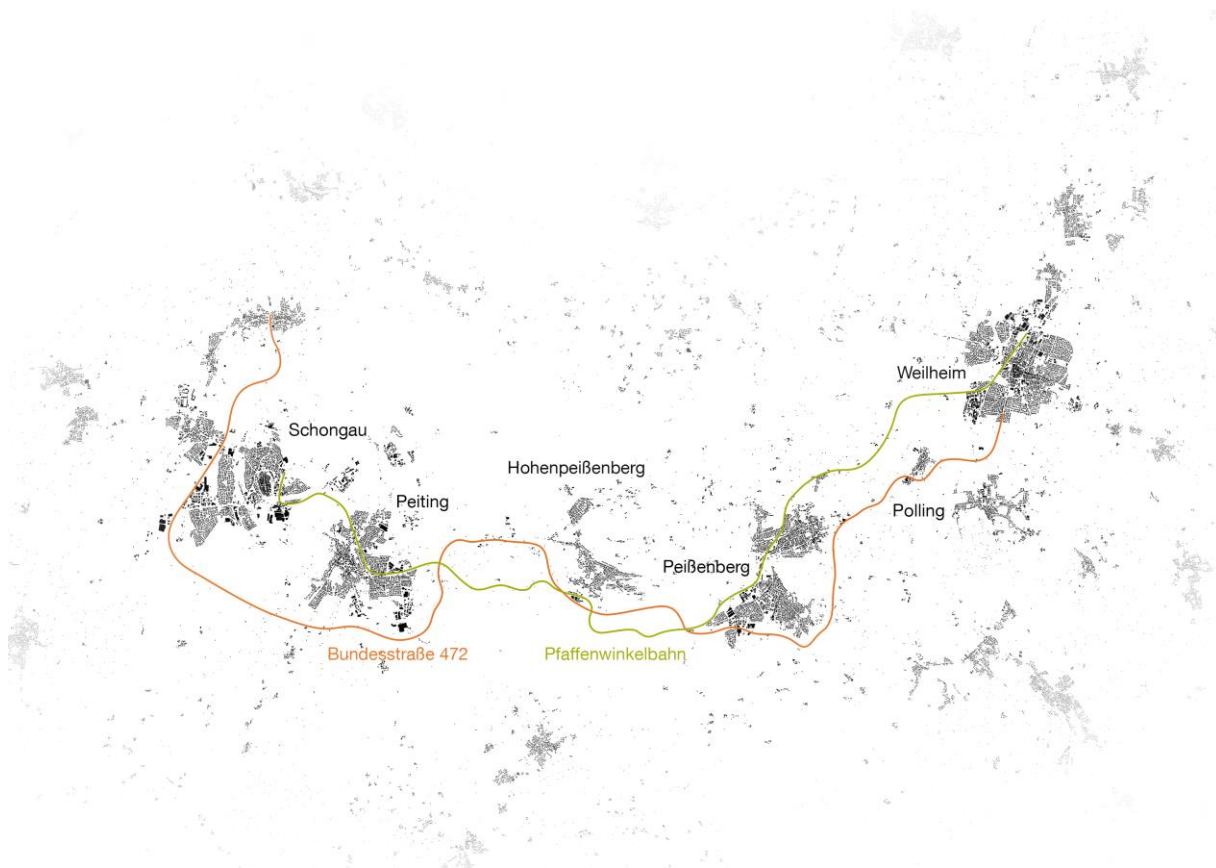 Weilheim
Schongau
Hohenpeißenberg
Peiting
Polling
Peißenberg
Bundesstraße 472
Pfaffenwinkelbahn